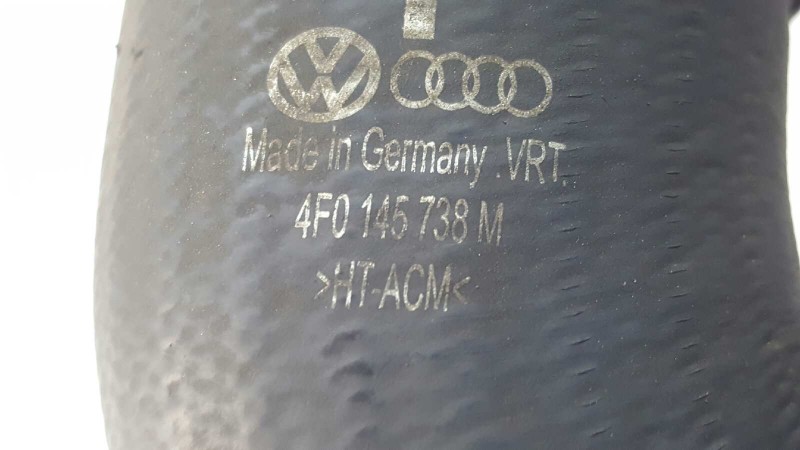 Made in Germany .VRT.
4F0 145 738 M
>HT-ACM<